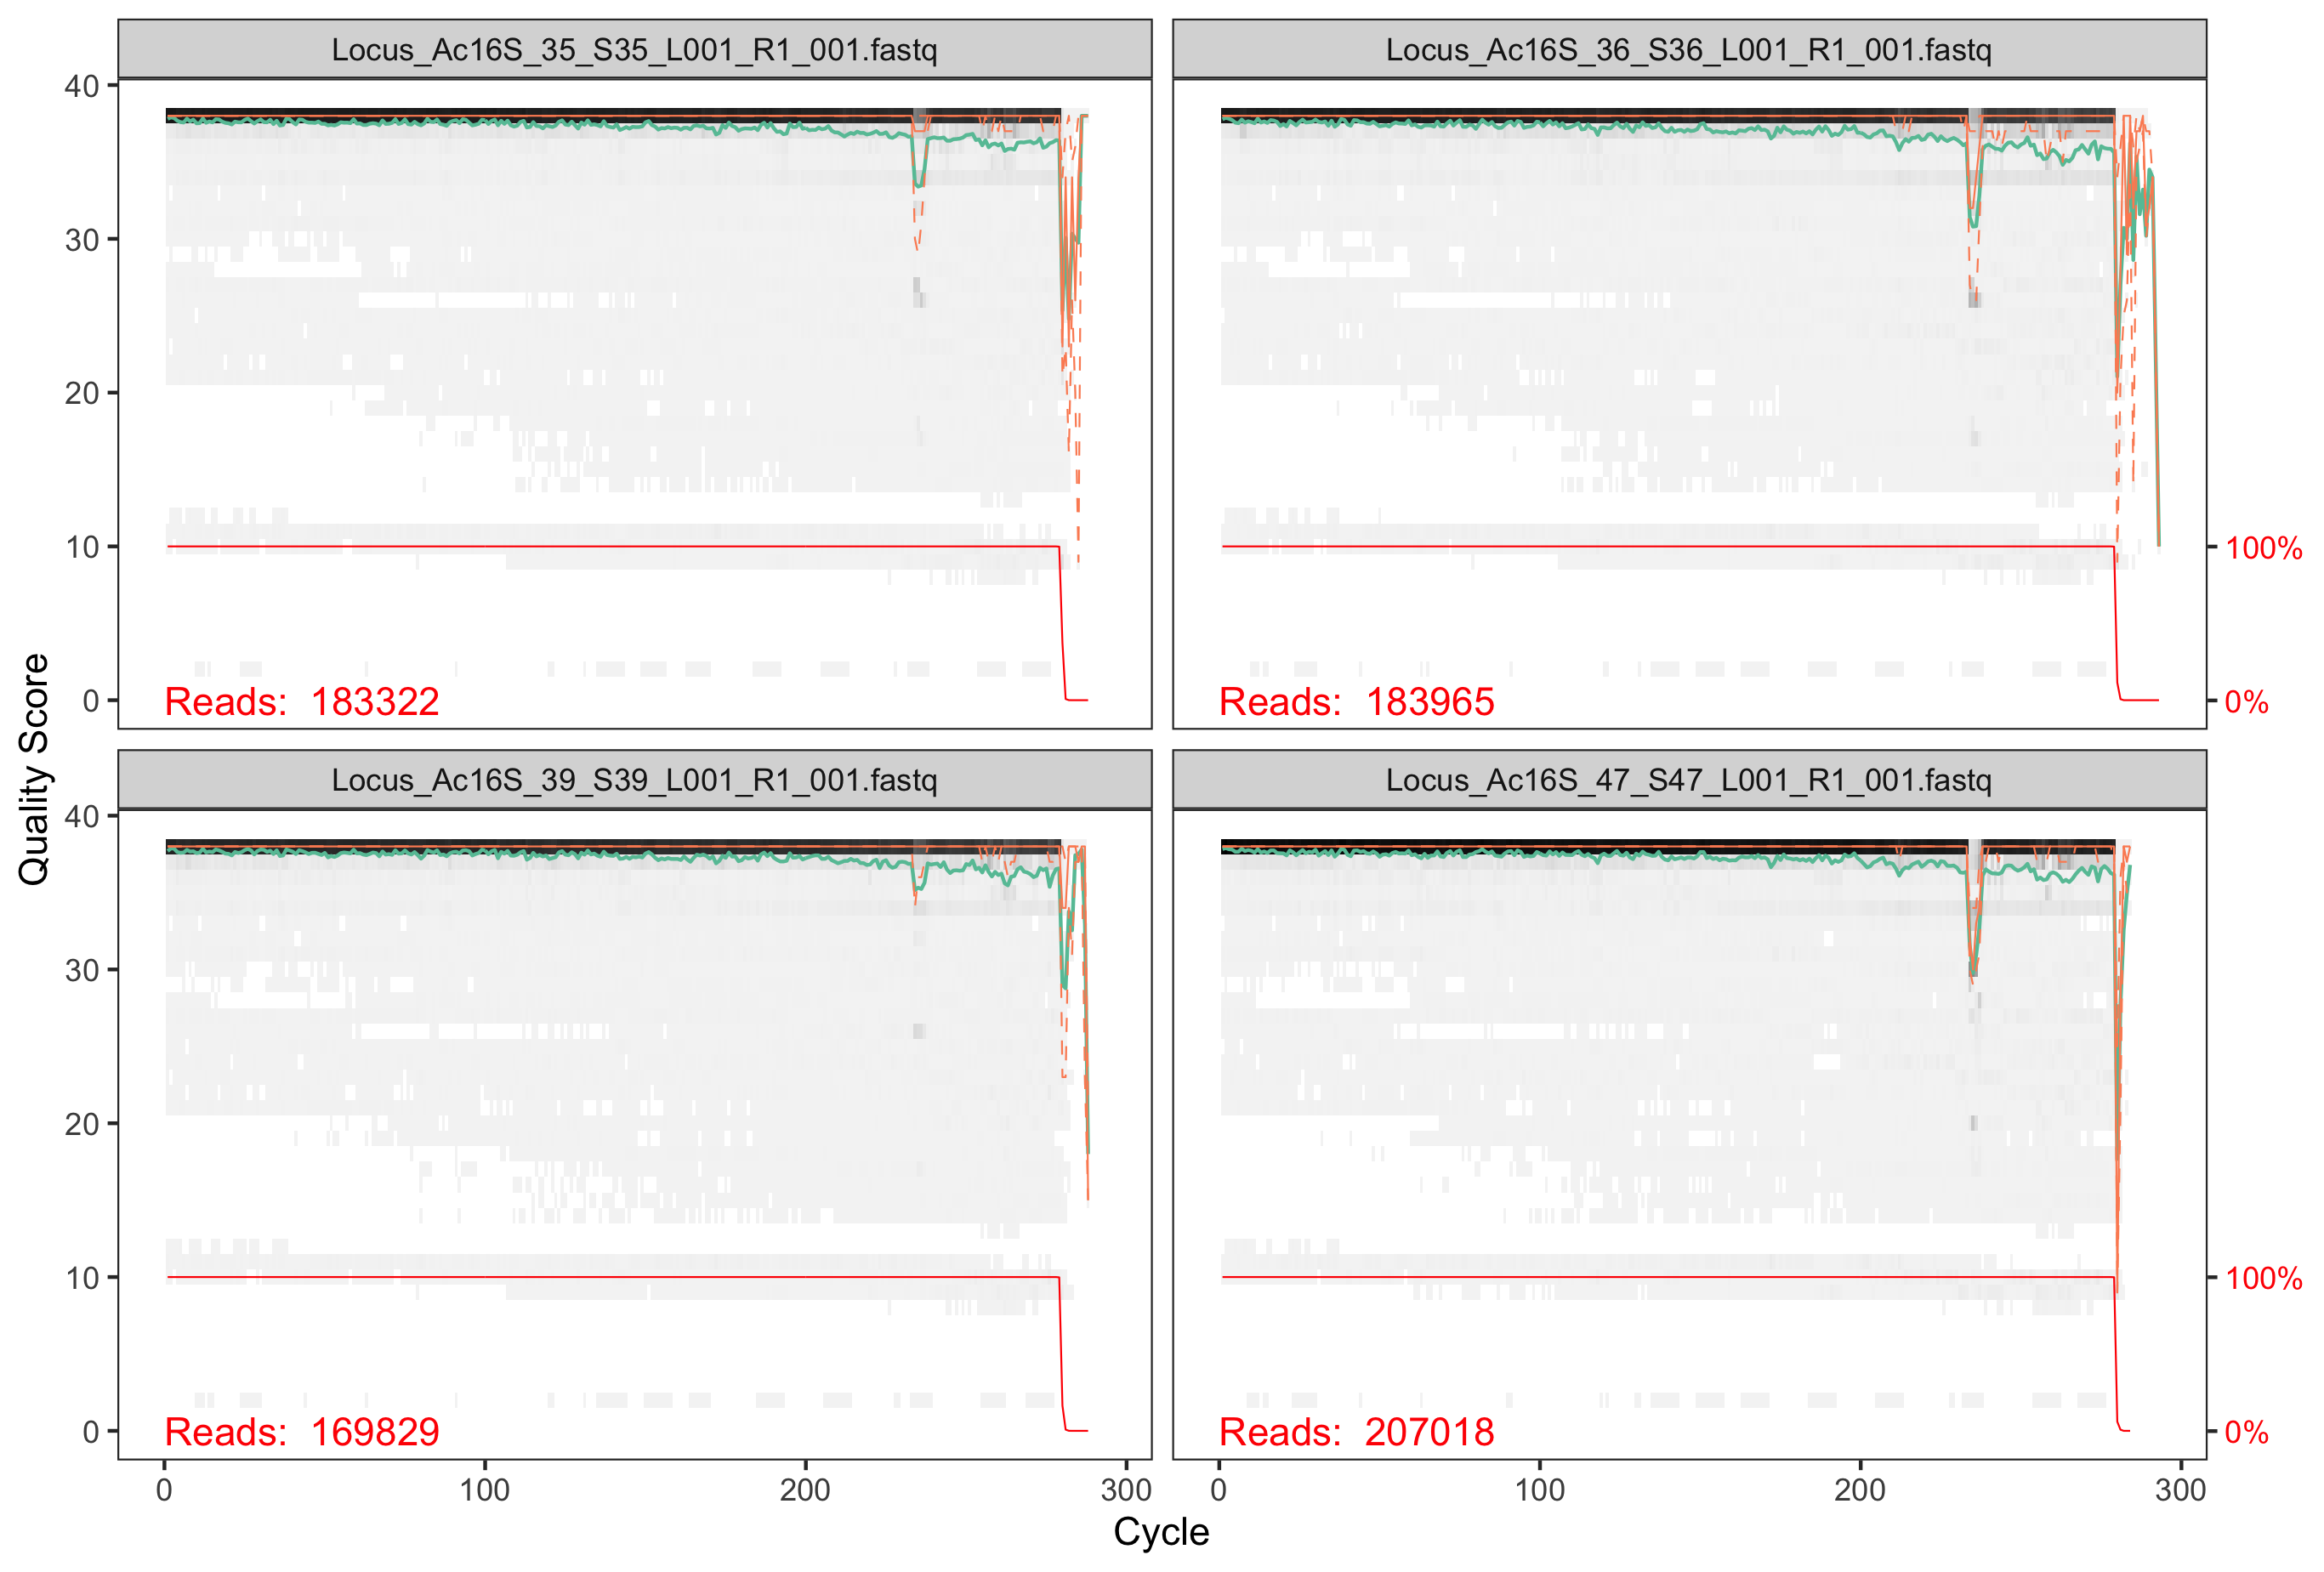 Locus_Ac16S_35_S35_L001_R1_001.fastq
Locus_Ac16S_36_S36_L001_R1_001.fastq
40
30
20
10
0
Reads: 183322
Reads: 183965
100%
0%
Quality Score
Locus_Ac16S_39_S39_L001_R1_001.fastq
Locus_Ac16S_47_S47_L001_R1_001.fastq
40
30
20
10
0
Reads: 169829
Reads: 207018
100%
0%
0 100 200 300
0 100 200 300
Cycle